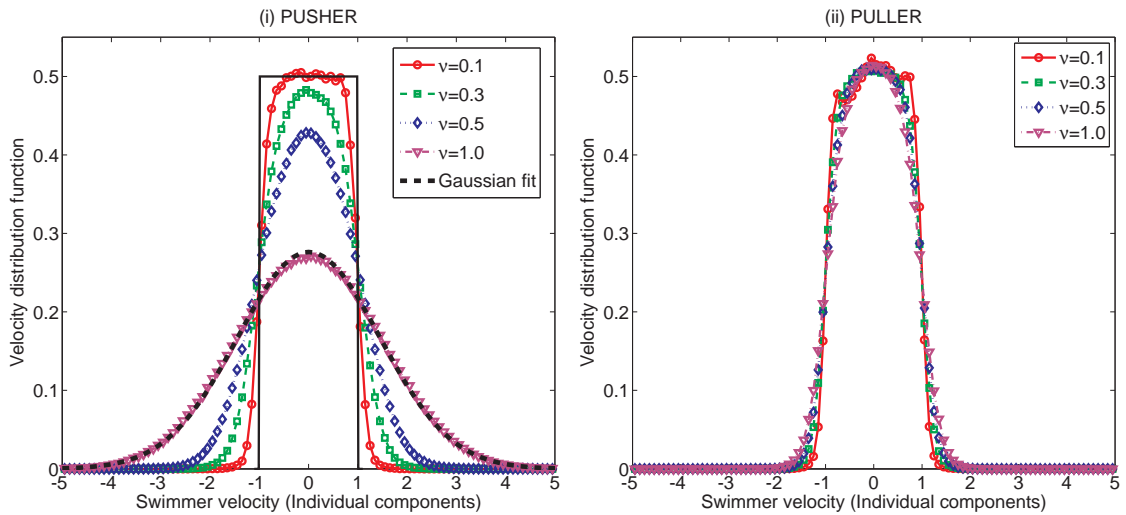 (i) PUSHER
Velocity distribution function
0.5
0.4
0.3
0.2
0.1
0
-5 -4 -3 -2 -1 0 1 2 3 4 5
Swimmer velocity (Individual components)
ν=0.1
ν=0.3
ν=0.5
ν=1.0
Gaussian fit
(ii) PULLER
Velocity distribution function
0.5
0.4
0.3
0.2
0.1
0
-5 -4 -3 -2 -1 0 1 2 3 4 5
Swimmer velocity (Individual components)
ν=0.1
ν=0.3
ν=0.5
ν=1.0